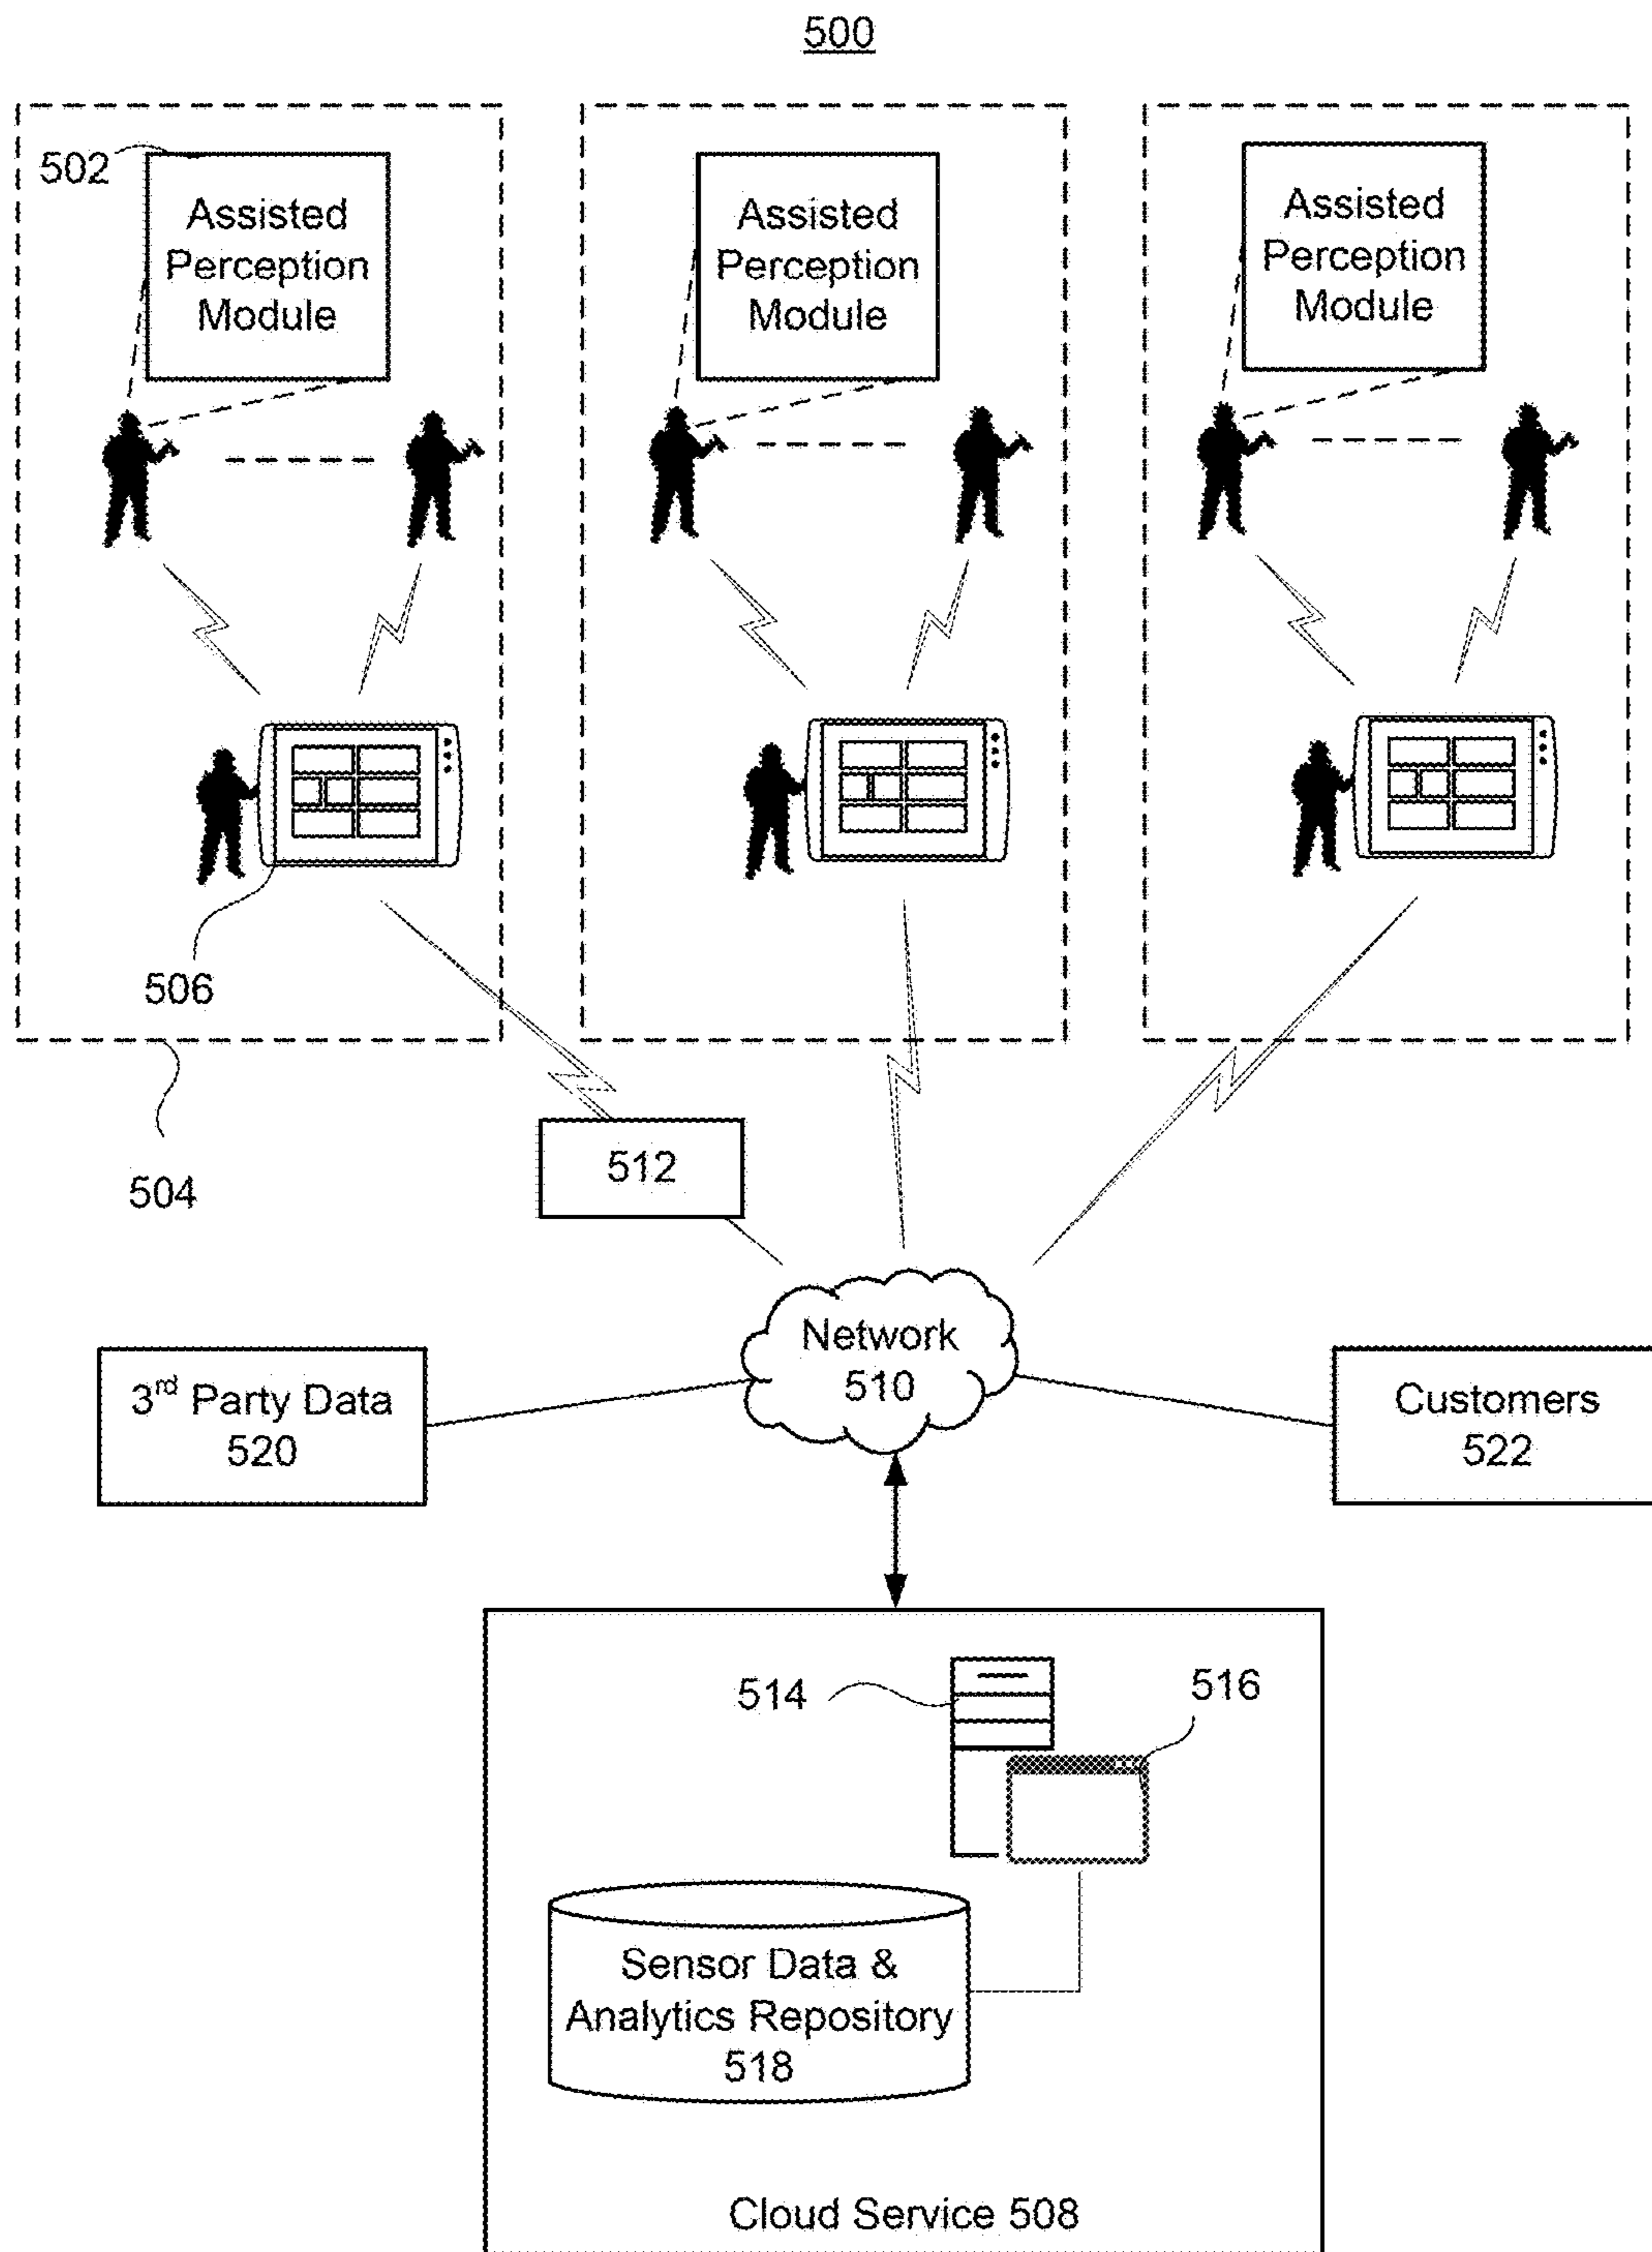 500
502
Assisted
Perception
Module
Assisted
Perception
Module
Assisted
Perception
Module
506
504
512
Network
510
3rd Party Data
520
Customers
522
514
516
Sensor Data &
Analytics Repository
518
Cloud Service 508